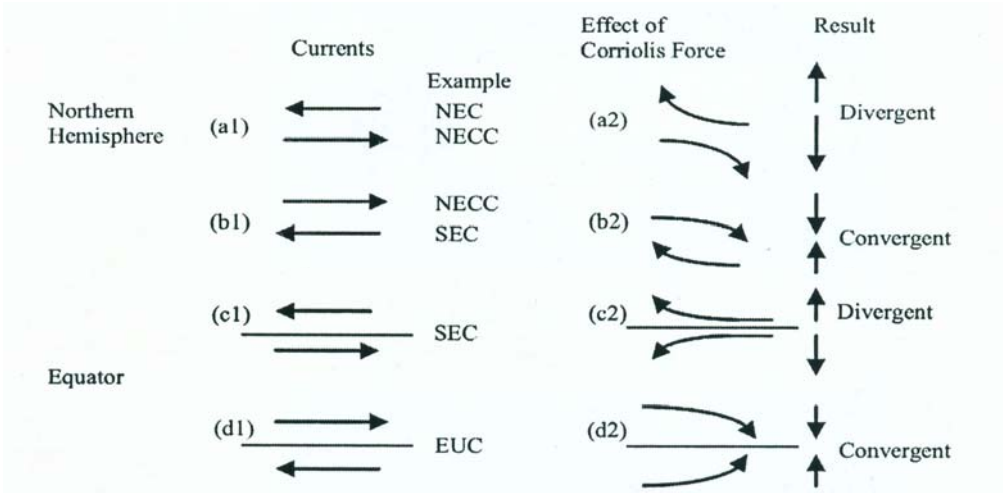 Currents
Effect of
Corriolis Force
Result
Example
Northern
Hemisphere
(a1)
NEC
NECC
(a2)
Divergent
(b1)
NECC
SEC
(b2)
Convergent
(c1)
SEC
(c2)
Divergent
Equator
(d1)
EUC
(d2)
Convergent